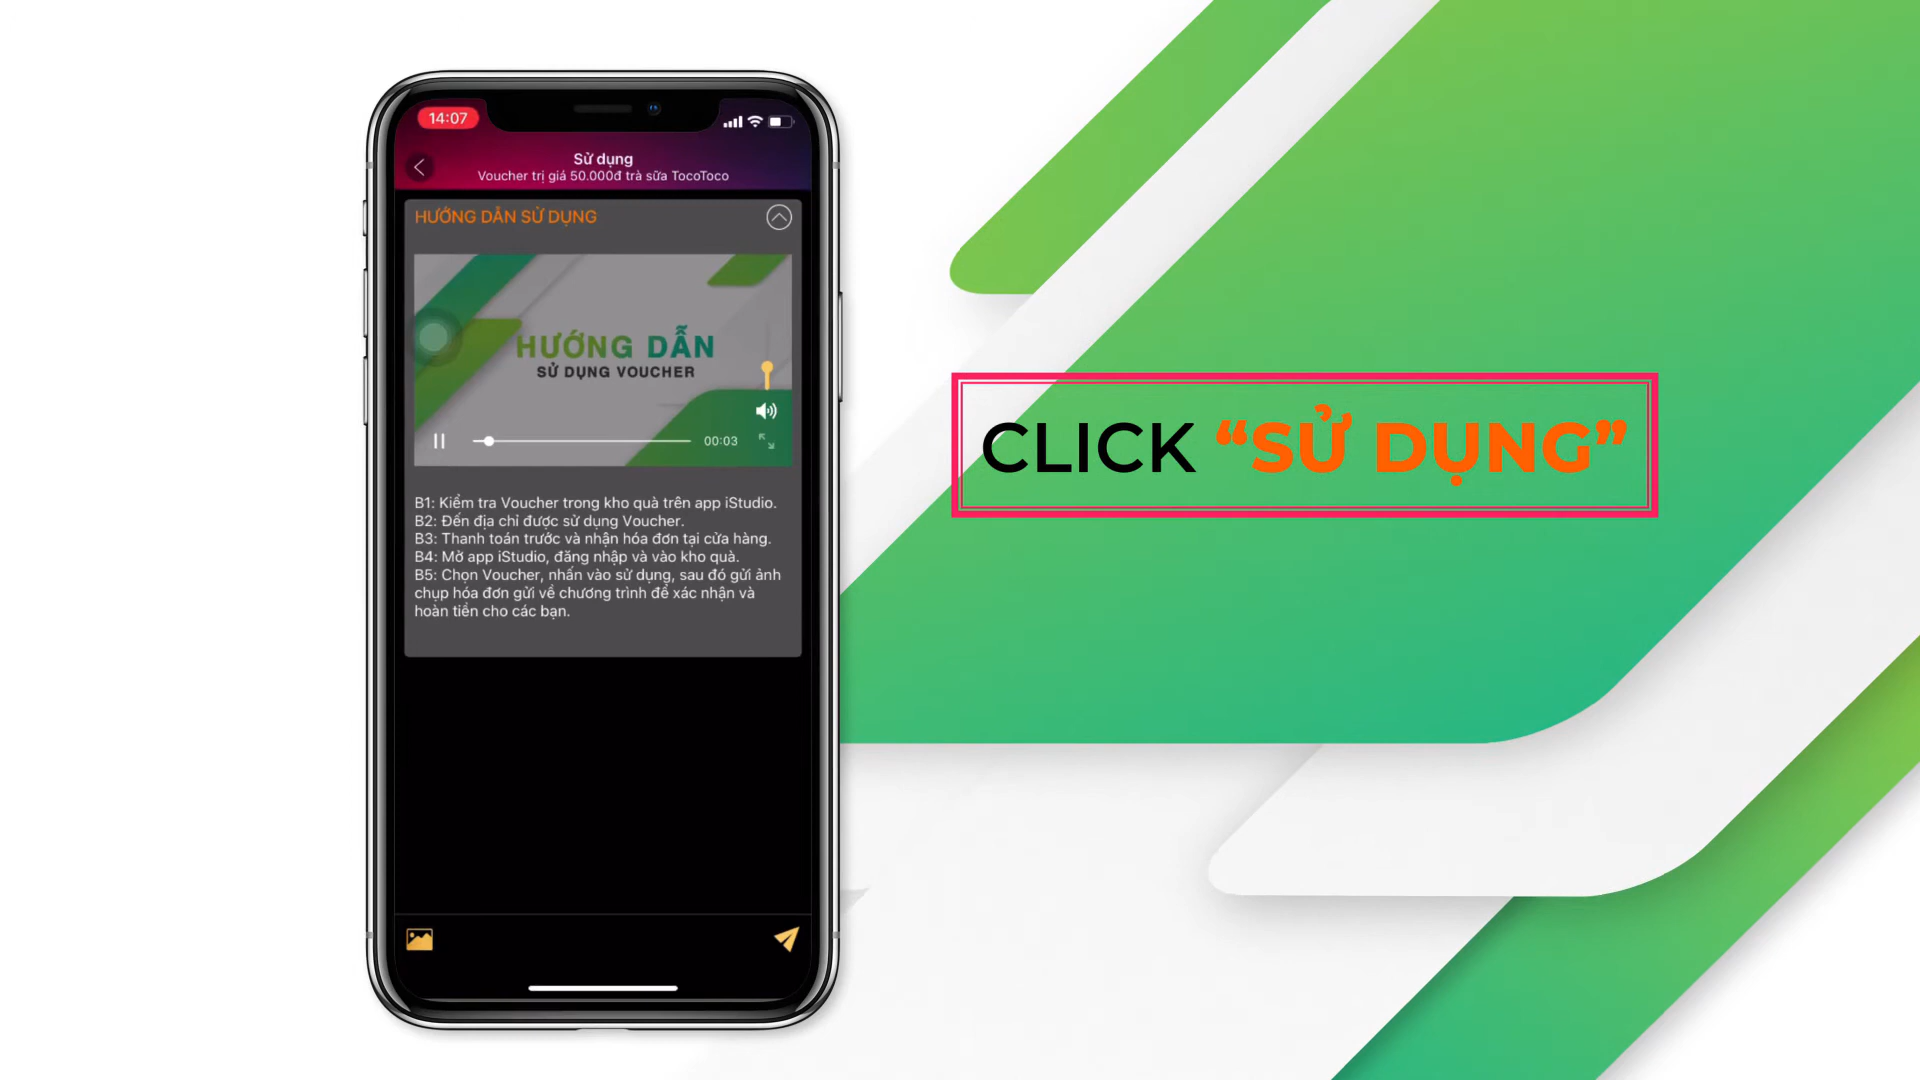 14:07
Sử dụng
Voucher trị giá 50.000đ trà sữa TocoToco
HƯỚNG DẪN SỬ DỤNG
HƯỚNG DẪN
SỬ DỤNG VOUCHER
00:03
B1: Kiểm tra Voucher trong kho quà trên app iStudio.
B2: Đến địa chỉ được sử dụng Voucher.
B3: Thanh toán trước và nhận hóa đơn tại cửa hàng.
B4: Mở app iStudio, đăng nhập và vào kho quà.
B5: Chọn Voucher, nhấn vào sử dụng, sau đó gửi ảnh
chụp hóa đơn gửi về chương trình để xác nhận và
hoàn tiền cho các bạn.
CLICK “SỬ DỤNG”